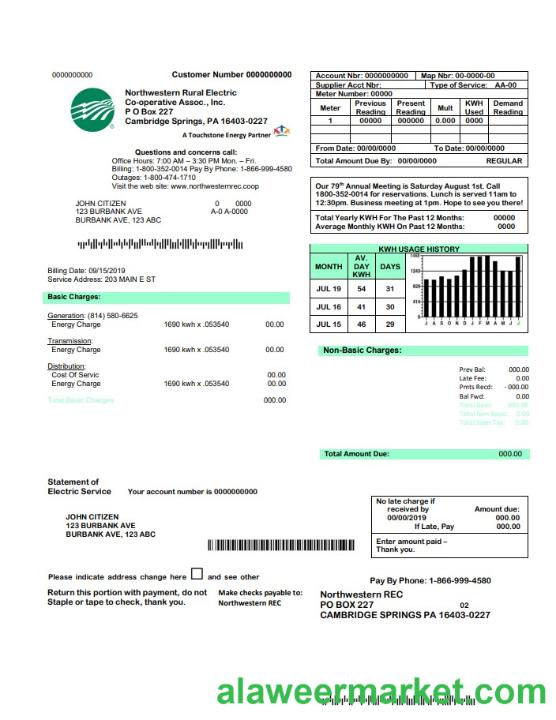 0000000000
Customer Number 0000000000
Northwestern Rural Electric
Co-operative Assoc., Inc.
P O Box 227
Cambridge Springs, PA 16403-0227
A Touchstone Energy Partner
Questions and concerns call:
Office Hours: 7:00 AM – 3:30 PM Mon. – Fri.
Billing: 1-800-352-0014 Pay By Phone: 1-866-999-4580
Outages: 1-800-474-1710
Visit the web site: www.northwesternrec.coop
JOHN CITIZEN 0 0000
123 BURBANK AVE A-0 A-0000
BURBANK AVE, 123 ABC
Billing Date: 09/15/2019
Service Address: 203 MAIN E ST
Basic Charges:
Generation: (814) 580-6625
Energy Charge 1690 kwh x .053540 00.00
Transmission:
Energy Charge 1690 kwh x .053540 00.00
Distribution:
Cost Of Servic 00.00
Energy Charge 1690 kwh x .053540 00.00
Total Basic Charges 000.00
Account Nbr: 0000000000 Map Nbr: 00-0000-00
Supplier Acct Nbr: Type of Service: AA-00
Meter Number: 00000
Meter Previous Reading Present Reading Mult KWH Used Demand Reading
1 00000 000000 0.000 0000
From Date: 00/00/0000 To Date: 00/00/0000
Total Amount Due By: 00/00/0000 REGULAR
Our 79th Annual Meeting is Saturday August 1st. Call
1800-352-0014 for reservations. Lunch is served 11am to
12:30pm. Business meeting at 1pm. Hope to see you there!
Total Yearly KWH For The Past 12 Months: 00000
Average Monthly KWH On Past 12 Months: 0000
KWH USAGE HISTORY
MONTH AV. DAY KWH DAYS
JUL 19 54 31
JUL 16 41 30
JUL 15 46 29
J A S O N D J F M A M J J
Non-Basic Charges:
Prev Bal: 000.00
Late Fee: 0.00
Pmts Recd: - 000.00
Bal Fwd: 0.00
Total Amount Due: 000.00
Statement of
Electric Service Your account number is 0000000000
JOHN CITIZEN
123 BURBANK AVE
BURBANK AVE, 123 ABC
No late charge if
received by Amount due:
00/00/2019 000.00
If Late, Pay 000.00
Enter amount paid –
Thank you.
Please indicate address change here and see other
Return this portion with payment, do not
Staple or tape to check, thank you.
Make checks payable to:
Northwestern REC
Pay By Phone: 1-866-999-4580
Northwestern REC
PO BOX 227 02
CAMBRIDGE SPRINGS PA 16403-0227
alaweermarket.com